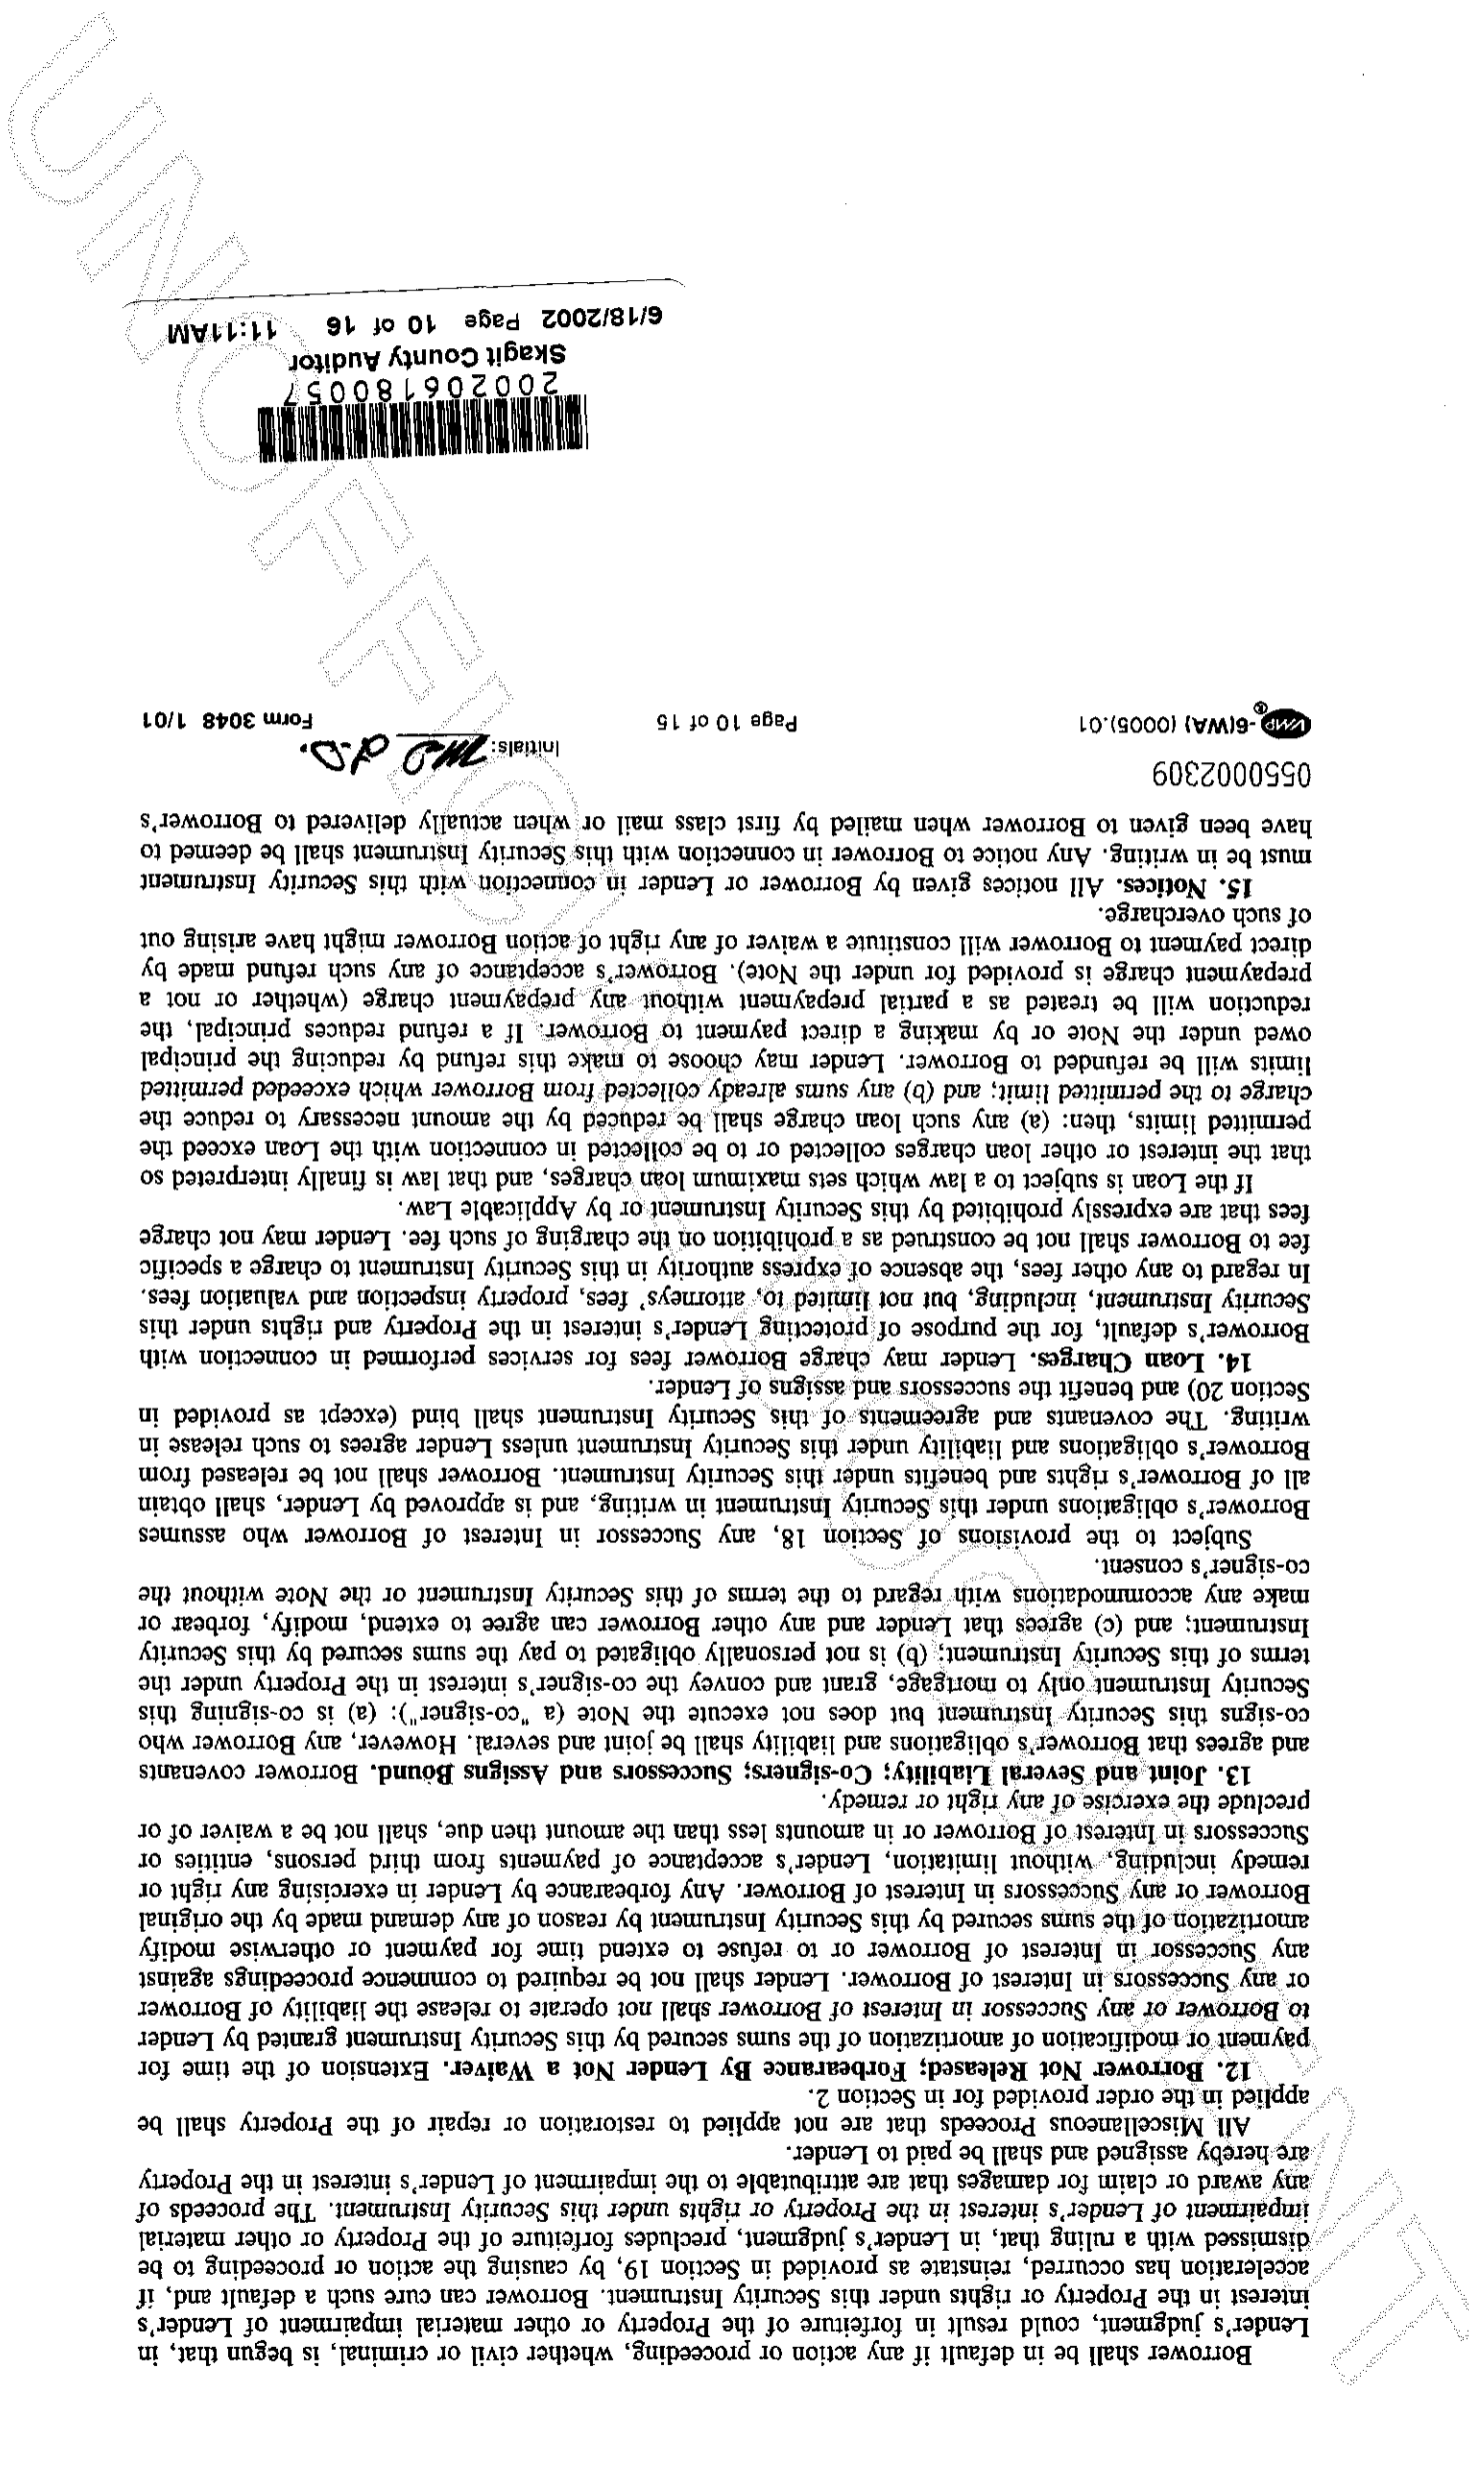 Borrower shall be in default if any action or proceeding, whether civil or criminal, is begun that, in
Lender's judgment, could result in forfeiture of the Property or other material impairment of Lender's
interest in the Property or rights under this Security Instrument. Borrower can cure such a default and, if
acceleration has occurred, reinstate as provided in Section 19, by causing the action or proceeding to be
dismissed with a ruling that, in Lender's judgment, precludes forfeiture of the Property or other material
impairment of Lender's interest in the Property or rights under this Security Instrument. The proceeds of
any award or claim for damages that are attributable to the impairment of Lender's interest in the Property
are hereby assigned and shall be paid to Lender.
All Miscellaneous Proceeds that are not applied to restoration or repair of the Property shall be
applied in the order provided for in Section 2.
12. Borrower Not Released; Forbearance By Lender Not a Waiver. Extension of the time for
payment or modification of amortization of the sums secured by this Security Instrument granted by Lender
to Borrower or any Successor in Interest of Borrower shall not operate to release the liability of Borrower
or any Successors in Interest of Borrower. Lender shall not be required to commence proceedings against
any Successor in Interest of Borrower or to refuse to extend time for payment or otherwise modify
amortization of the sums secured by this Security Instrument by reason of any demand made by the original
Borrower or any Successors in Interest of Borrower. Any forbearance by Lender in exercising any right or
remedy including, without limitation, Lender's acceptance of payments from third persons, entities or
Successors in Interest of Borrower or in amounts less than the amount then due, shall not be a waiver of or
preclude the exercise of any right or remedy.
13. Joint and Several Liability; Co-signers; Successors and Assigns Bound. Borrower covenants
and agrees that Borrower's obligations and liability shall be joint and several. However, any Borrower who
co-signs this Security Instrument but does not execute the Note (a "co-signer"): (a) is co-signing this
Security Instrument only to mortgage, grant and convey the co-signer's interest in the Property under the
terms of this Security Instrument; (b) is not personally obligated to pay the sums secured by this Security
Instrument; and (c) agrees that Lender and any other Borrower can agree to extend, modify, forbear or
make any accommodations with regard to the terms of this Security Instrument or the Note without the
co-signer's consent.
Subject to the provisions of Section 18, any Successor in Interest of Borrower who assumes
Borrower's obligations under this Security Instrument in writing, and is approved by Lender, shall obtain
all of Borrower's rights and benefits under this Security Instrument. Borrower shall not be released from
Borrower's obligations and liability under this Security Instrument unless Lender agrees to such release in
writing. The covenants and agreements of this Security Instrument shall bind (except as provided in
Section 20) and benefit the successors and assigns of Lender.
14. Loan Charges. Lender may charge Borrower fees for services performed in connection with
Borrower's default, for the purpose of protecting Lender's interest in the Property and rights under this
Security Instrument, including, but not limited to, attorneys' fees, property inspection and valuation fees.
In regard to any other fees, the absence of express authority in this Security Instrument to charge a specific
fee to Borrower shall not be construed as a prohibition on the charging of such fee. Lender may not charge
fees that are expressly prohibited by this Security Instrument or by Applicable Law.
If the Loan is subject to a law which sets maximum loan charges, and that law is finally interpreted so
that the interest or other loan charges collected or to be collected in connection with the Loan exceed the
permitted limits, then: (a) any such loan charge shall be reduced by the amount necessary to reduce the
charge to the permitted limit; and (b) any sums already collected from Borrower which exceeded permitted
limits will be refunded to Borrower. Lender may choose to make this refund by reducing the principal
owed under the Note or by making a direct payment to Borrower. If a refund reduces principal, the
reduction will be treated as a partial prepayment without any prepayment charge (whether or not a
prepayment charge is provided for under the Note). Borrower's acceptance of any such refund made by
direct payment to Borrower will constitute a waiver of any right of action Borrower might have arising out
of such overcharge.
15. Notices. All notices given by Borrower or Lender in connection with this Security Instrument
must be in writing. Any notice to Borrower in connection with this Security Instrument shall be deemed to
have been given to Borrower when mailed by first class mail or when actually delivered to Borrower's
0550002309
Initials:
VMP®-6(WA) (0005).01 Page 10 of 15 Form 3048 1/01
200206180057
Skagit County Auditor
6/18/2002 Page 10 of 16 11:11AM
UNOFFICIAL DOCUMENT